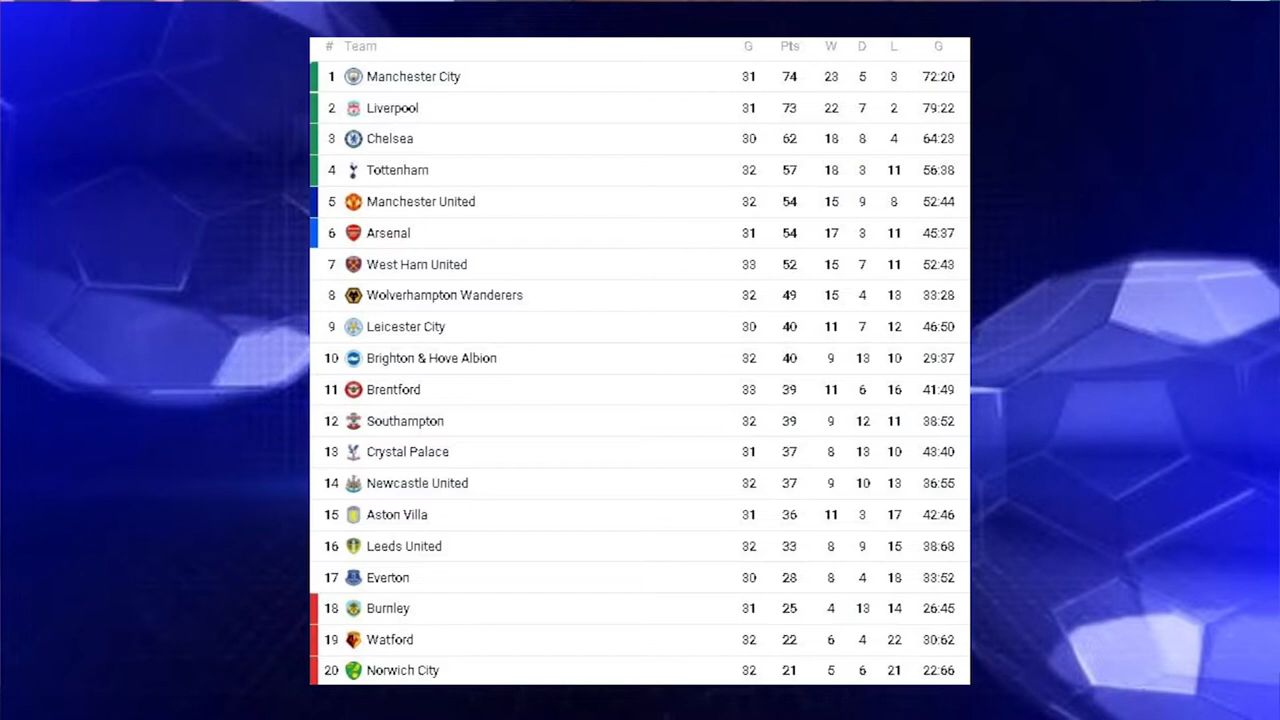 # Team G Pts W D L G
1 Manchester City 31 74 23 5 3 72:20
2 Liverpool 31 73 22 7 2 79:22
3 Chelsea 30 62 18 8 4 64:23
4 Tottenham 32 57 18 3 11 56:38
5 Manchester United 32 54 15 9 8 52:44
6 Arsenal 31 54 17 3 11 45:37
7 West Ham United 33 52 15 7 11 52:43
8 Wolverhampton Wanderers 32 49 15 4 13 33:28
9 Leicester City 30 40 11 7 12 46:50
10 Brighton & Hove Albion 32 40 9 13 10 29:37
11 Brentford 33 39 11 6 16 41:49
12 Southampton 32 39 9 12 11 38:52
13 Crystal Palace 31 37 8 13 10 43:40
14 Newcastle United 32 37 9 10 13 36:55
15 Aston Villa 31 36 11 3 17 42:46
16 Leeds United 32 33 8 9 15 38:68
17 Everton 30 28 8 4 18 33:52
18 Burnley 31 25 4 13 14 26:45
19 Watford 32 22 6 4 22 30:62
20 Norwich City 32 21 5 6 21 22:66